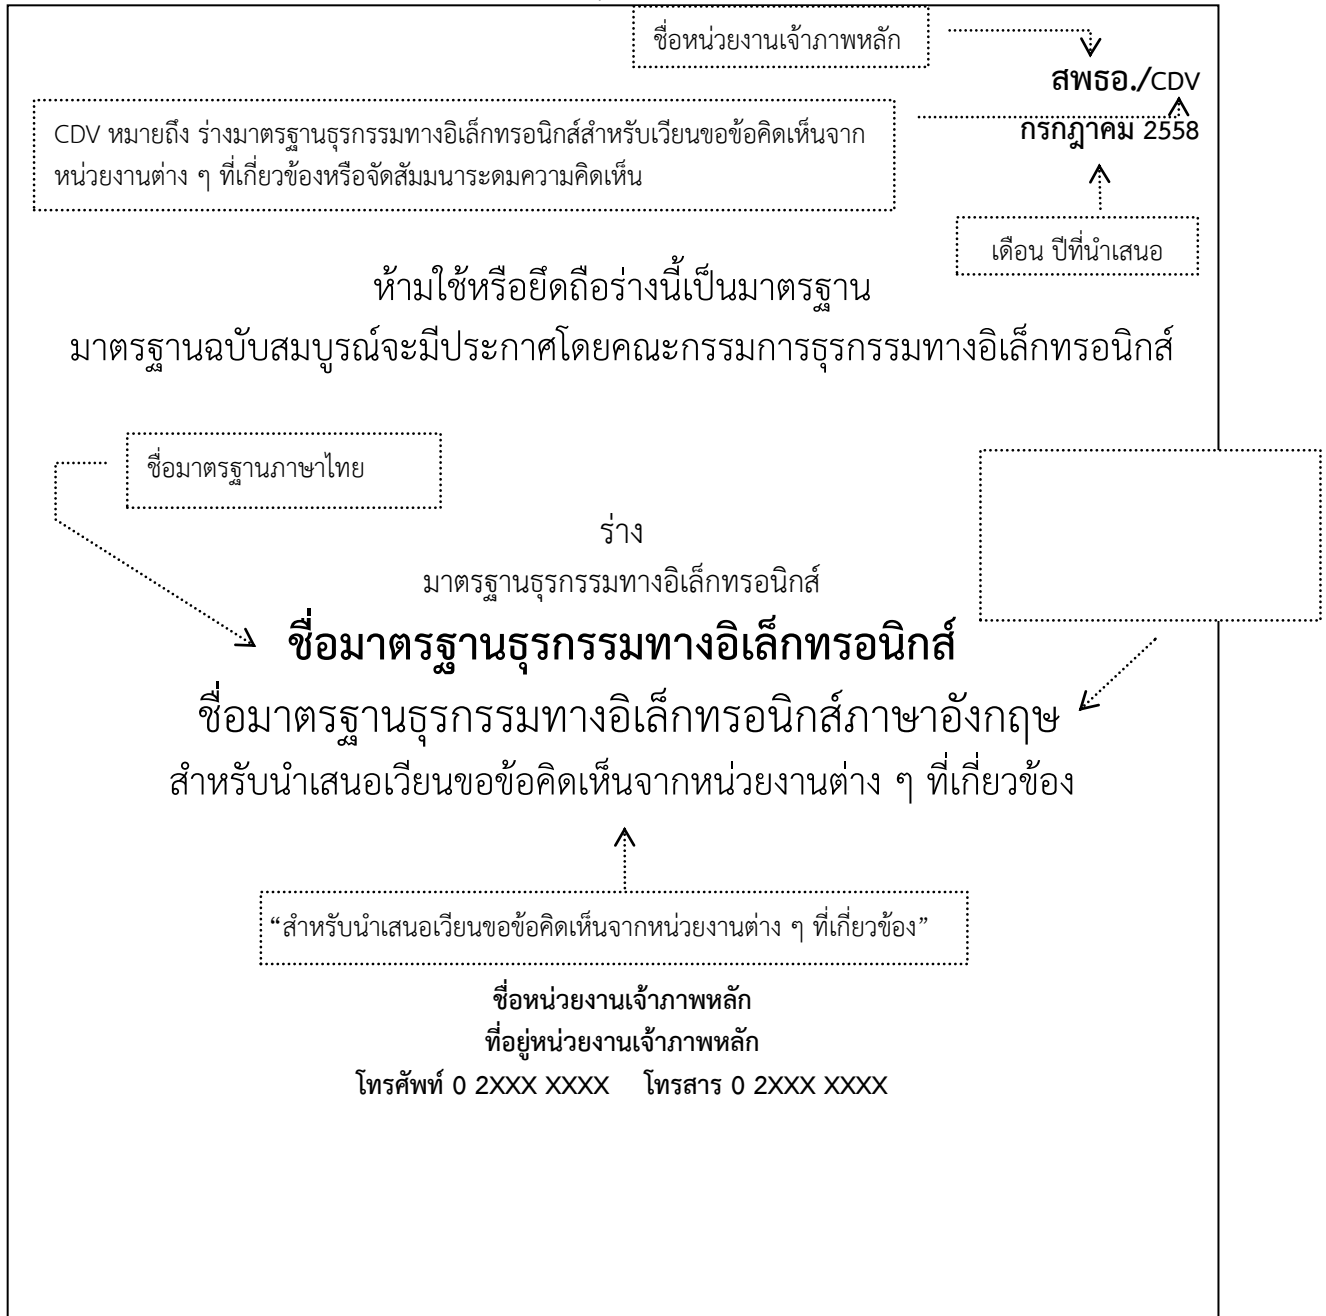 ชื่อหน่วยงานเจ้าภาพหลัก
สพธอ./CDV
CDV หมายถึง ร่างมาตรฐานธุรกรรมทางอิเล็กทรอนิกส์สำหรับเวียนขอข้อคิดเห็นจาก
หน่วยงานต่าง ๆ ที่เกี่ยวข้องหรือจัดสัมมนาระดมความคิดเห็น
กรกฎาคม 2558
เดือน ปีที่นำเสนอ
ห้ามใช้หรือยึดถือร่างนี้เป็นมาตรฐาน
มาตรฐานฉบับสมบูรณ์จะมีประกาศโดยคณะกรรมการธุรกรรมทางอิเล็กทรอนิกส์
ชื่อมาตรฐานภาษาไทย
ร่าง
มาตรฐานธุรกรรมทางอิเล็กทรอนิกส์
ชื่อมาตรฐานธุรกรรมทางอิเล็กทรอนิกส์
ชื่อมาตรฐานธุรกรรมทางอิเล็กทรอนิกส์ภาษาอังกฤษ
สำหรับนำเสนอเวียนขอข้อคิดเห็นจากหน่วยงานต่าง ๆ ที่เกี่ยวข้อง
“สำหรับนำเสนอเวียนขอข้อคิดเห็นจากหน่วยงานต่าง ๆ ที่เกี่ยวข้อง”
ชื่อหน่วยงานเจ้าภาพหลัก
ที่อยู่หน่วยงานเจ้าภาพหลัก
โทรศัพท์ 0 2XXX XXXX โทรสาร 0 2XXX XXXX